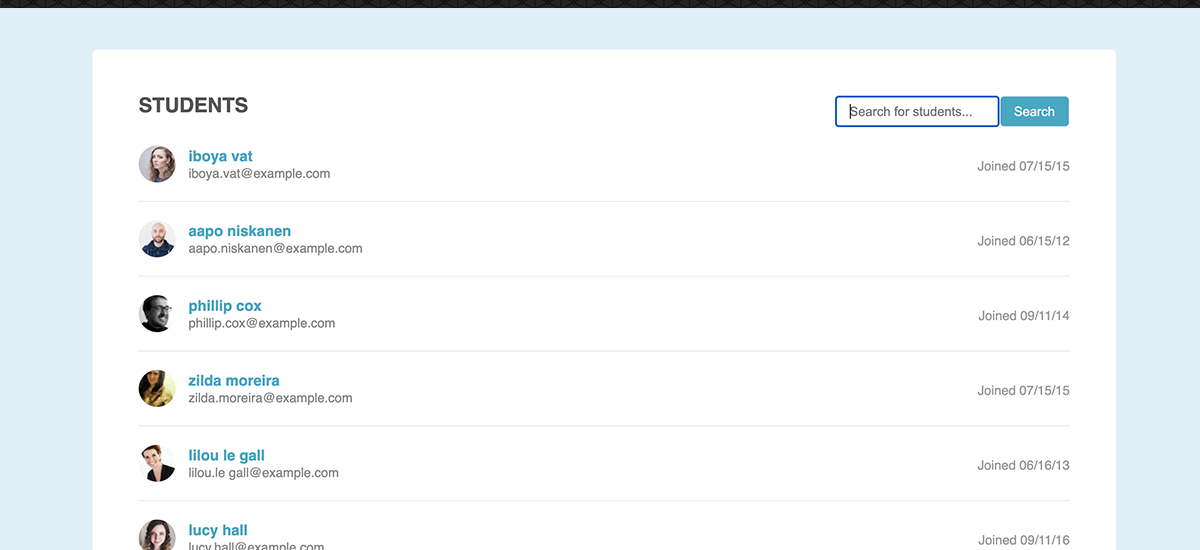 STUDENTS
Search for students...
Search
iboya vat
iboya.vat@example.com
Joined 07/15/15
aapo niskanen
aapo.niskanen@example.com
Joined 06/15/12
phillip cox
phillip.cox@example.com
Joined 09/11/14
zilda moreira
zilda.moreira@example.com
Joined 07/15/15
lilou le gall
lilou.le gall@example.com
Joined 06/16/13
lucy hall
lucy.hall@example.com
Joined 09/11/16